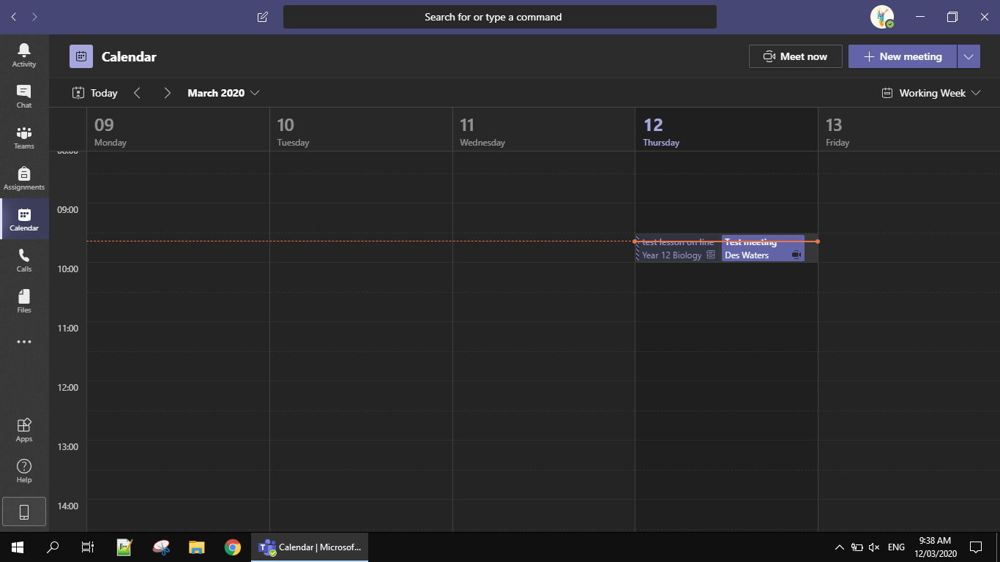 Search for or type a command
Activity
Chat
Teams
Assignments
Calendar
Calls
Files
Apps
Help
Calendar
Meet now
New meeting
Today
March 2020
Working Week
09
Monday
10
Tuesday
11
Wednesday
12
Thursday
13
Friday
09:00
10:00
11:00
12:00
13:00
14:00
test lesson on line
Year 12 Biology
Test meeting
Des Waters
Calendar | Microsof...
ENG
9:38 AM
12/03/2020